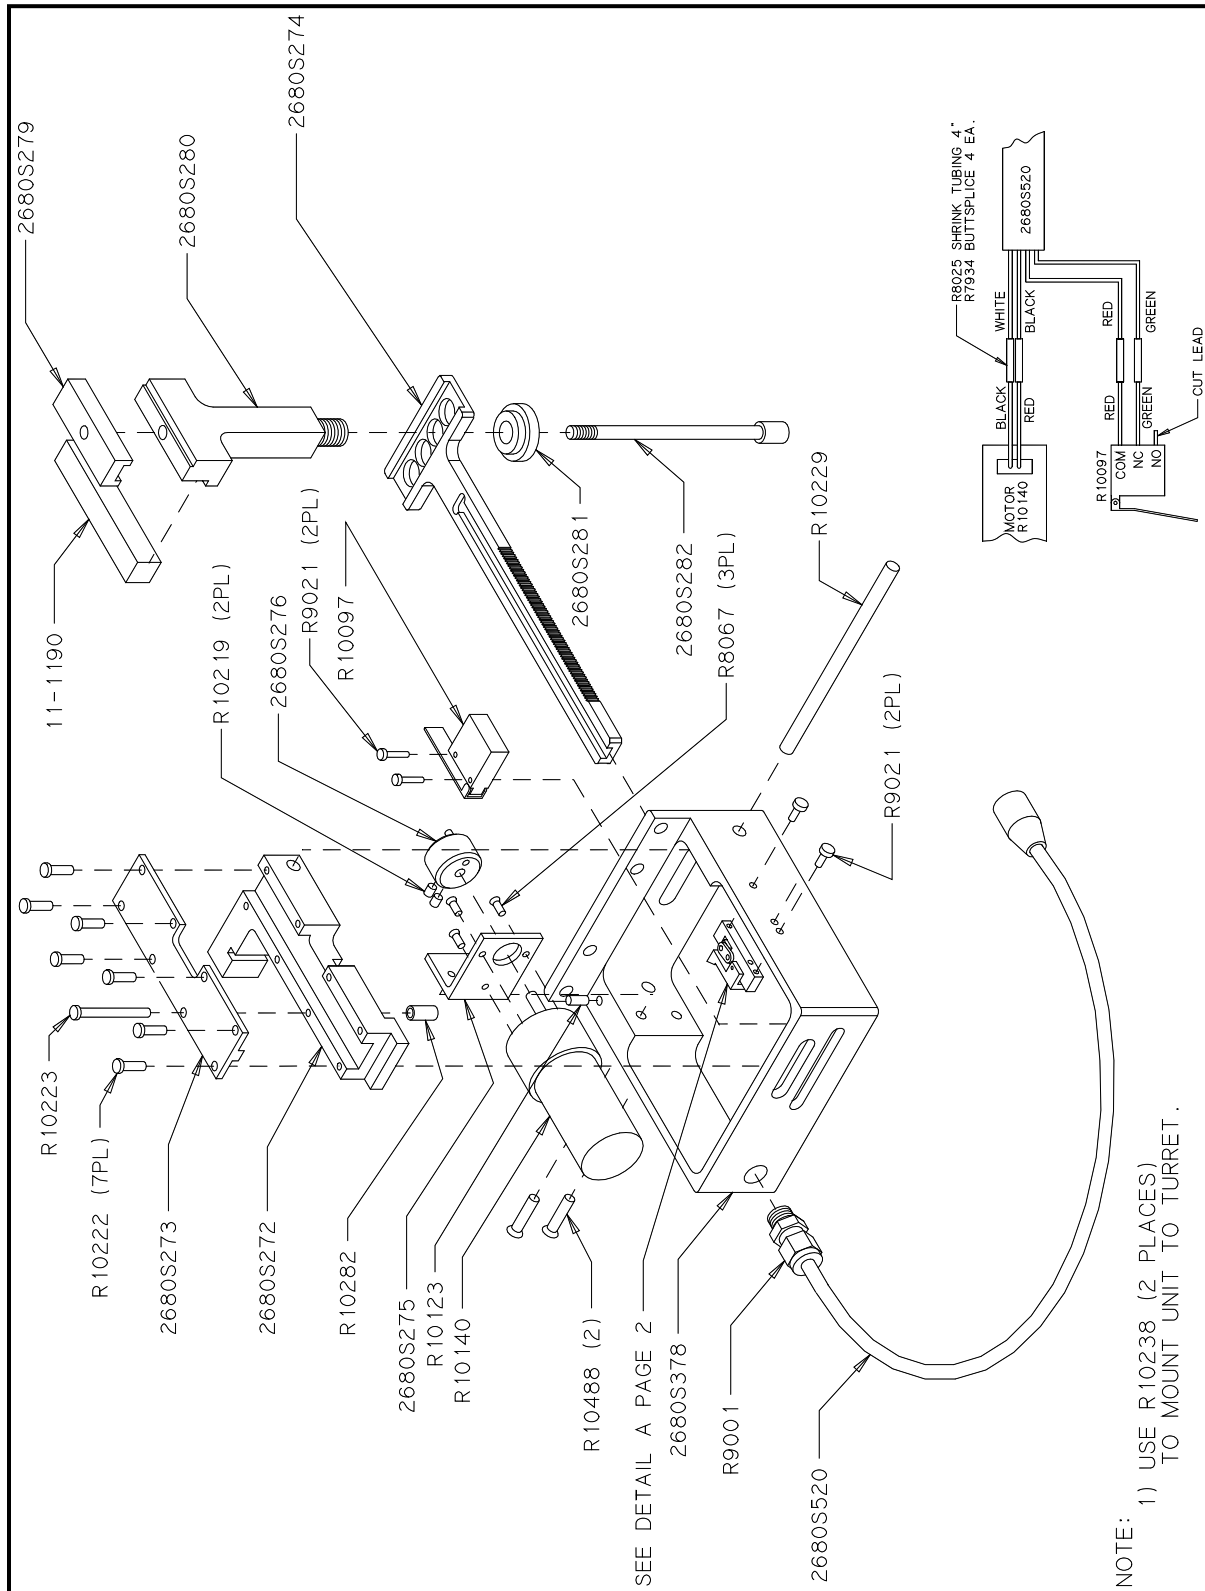 2680S279
2680S280
2680S274
11-1190
R10219 (2PL)
2680S276
R9021 (2PL)
R10097
2680S281
2680S282
R8067 (3PL)
R10229
R9021 (2PL)
R10223
R10222 (7PL)
2680S273
2680S272
R10282
2680S275
R10123
R10140
R10488 (2)
SEE DETAIL A PAGE 2
2680S378
R9001
2680S520
R8025 SHRINK TUBING 4"
R7934 BUTTSPLICE 4 EA.
2680S520
WHITE
BLACK
RED
GREEN
BLACK
RED
RED
GREEN
MOTOR
R10140
R10097
COM
NC
NO
CUT LEAD
NOTE:
1) USE R10238 (2 PLACES)
TO MOUNT UNIT TO TURRET.